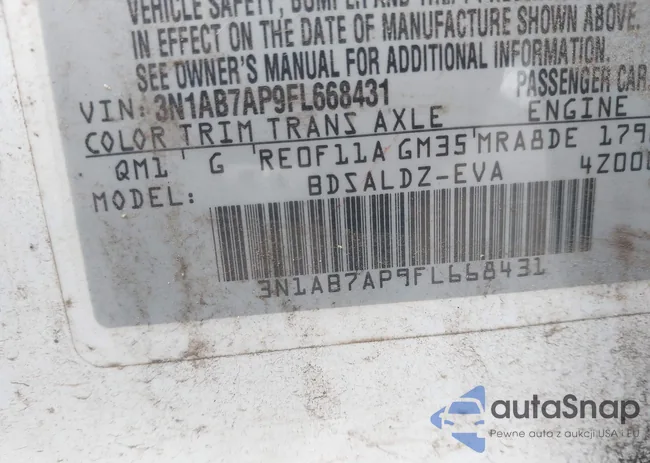 VEHICLE SAFETY, BUMPER AND THEFT PREVENTION
IN EFFECT ON THE DATE OF MANUFACTURE SHOWN ABOVE.
SEE OWNER'S MANUAL FOR ADDITIONAL INFORMATION.
PASSENGER CAR
VIN: 3N1AB7AP9FL668431
COLOR TRIM TRANS AXLE ENGINE
QM1 G RE0F11A GM35 MRA8DE 179
MODEL: BDSALDZ-EVA 4Z00
3N1AB7AP9FL668431
autoSnap
Pewne auta z aukcji USA i EU